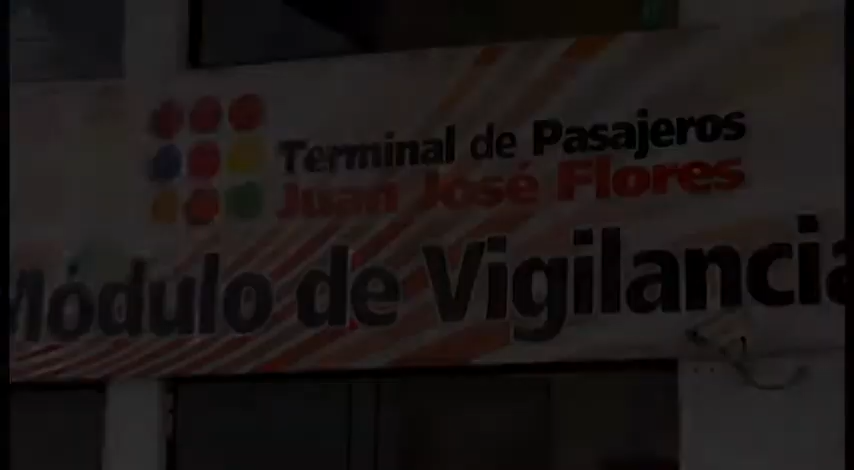 Terminal de Pasajeros
Juan José Flores
Módulo de Vigilancia